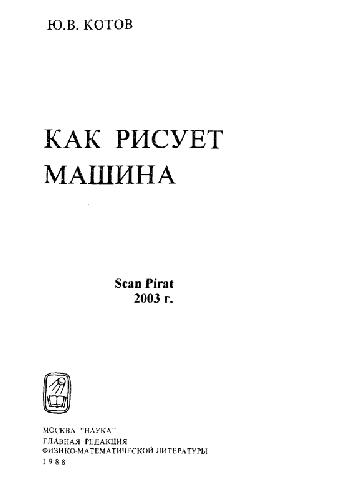 Ю.В. КОТОВ
КАК РИСУЕТ
МАШИНА
Scan Pirat
2003 г.
МОСКВА "НАУКА"
ГЛАВНАЯ РЕДАКЦИЯ
ФИЗИКО-МАТЕМАТИЧЕСКОЙ ЛИТЕРАТУРЫ
1988